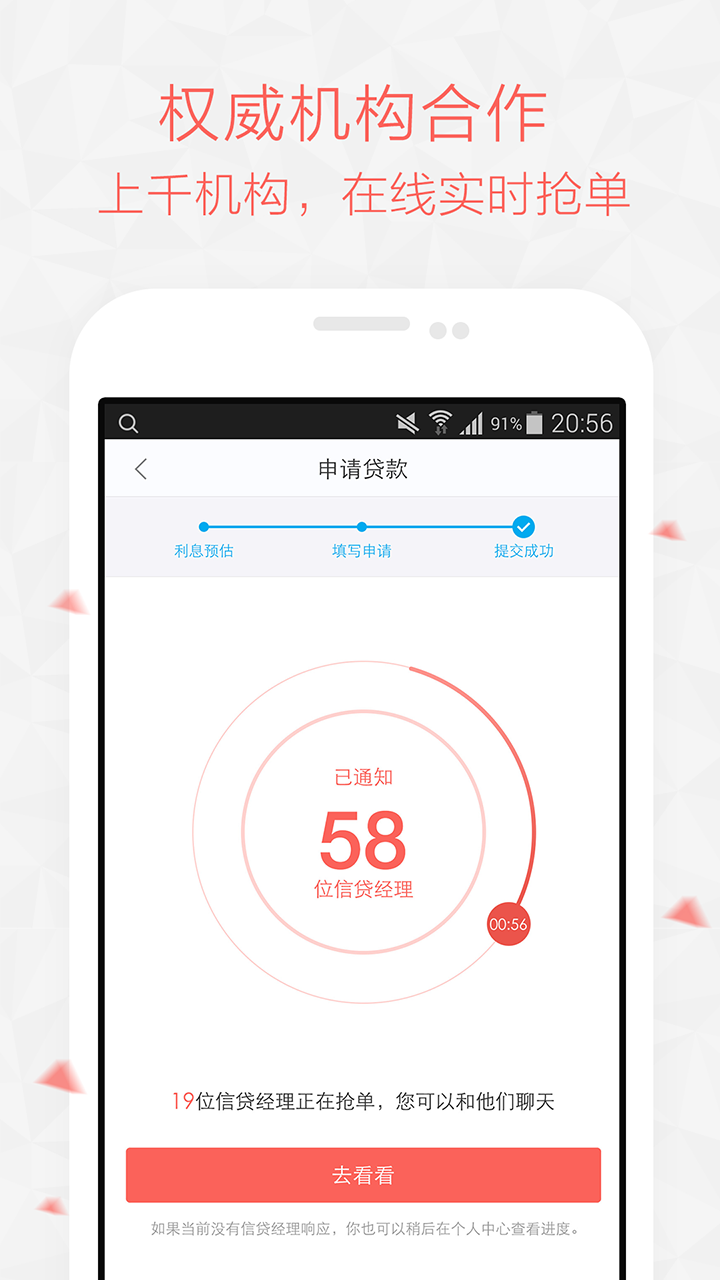 权威机构合作
上千机构，在线实时抢单
91% 20:56
申请贷款
利息预估 填写申请 提交成功
已通知
58
位信贷经理
00:56
19位信贷经理正在抢单，您可以和他们聊天
去看看
如果当前没有信贷经理响应，你也可以稍后在个人中心查看进度。